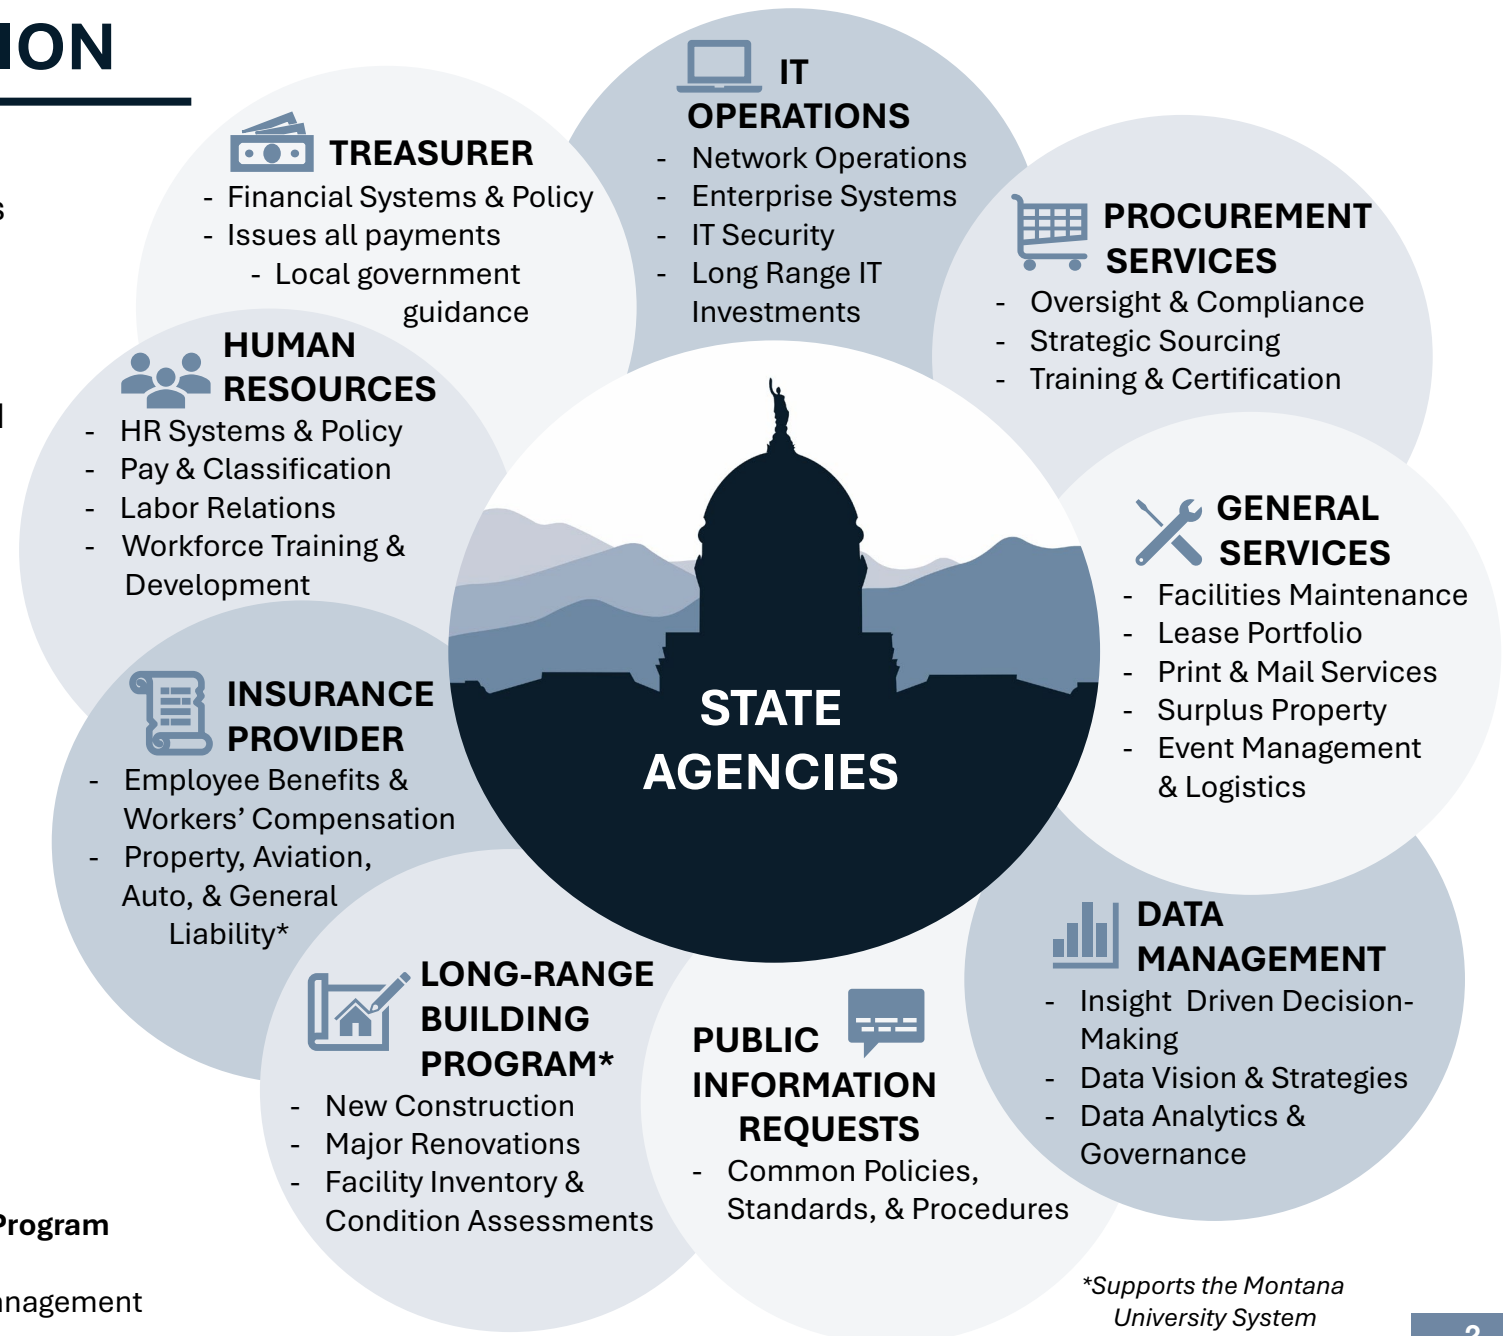 ION
TREASURER
- Financial Systems & Policy
- Issues all payments
- Local government
guidance
IT
OPERATIONS
- Network Operations
- Enterprise Systems
- IT Security
- Long Range IT
Investments
PROCUREMENT
SERVICES
- Oversight & Compliance
- Strategic Sourcing
- Training & Certification
HUMAN
RESOURCES
- HR Systems & Policy
- Pay & Classification
- Labor Relations
- Workforce Training &
Development
GENERAL
SERVICES
- Facilities Maintenance
- Lease Portfolio
- Print & Mail Services
- Surplus Property
- Event Management
& Logistics
STATE
AGENCIES
INSURANCE
PROVIDER
- Employee Benefits &
Workers’ Compensation
- Property, Aviation,
Auto, & General
Liability*
DATA
MANAGEMENT
- Insight Driven Decision-
Making
- Data Vision & Strategies
- Data Analytics &
Governance
LONG-RANGE
BUILDING
PROGRAM*
- New Construction
- Major Renovations
- Facility Inventory &
Condition Assessments
PUBLIC
INFORMATION
REQUESTS
- Common Policies,
Standards, & Procedures
Program
nagement
*Supports the Montana
University System
2